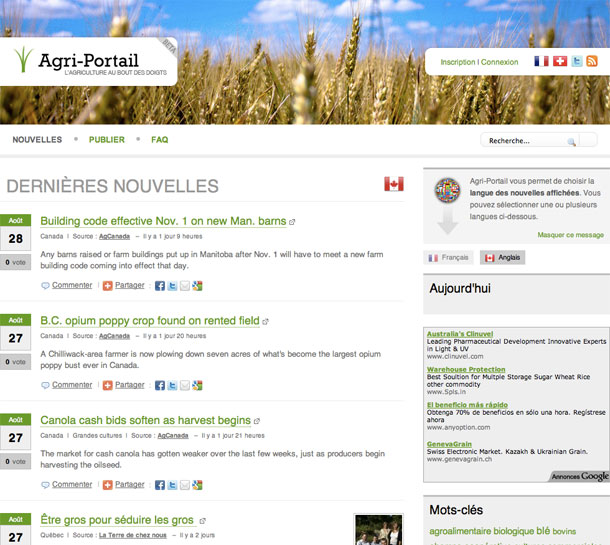 Agri-Portail
BETA
L'AGRICULTURE AU BOUT DES DOIGTS
Inscription | Connexion
NOUVELLES • PUBLIER • FAQ
Recherche...
DERNIÈRES NOUVELLES
Août
28
0 vote
Building code effective Nov. 1 on new Man. barns
Canada | Source : AgCanada – Il y a 1 jour 9 heures
Any barns raised or farm buildings put up in Manitoba after Nov. 1 will have to meet a new farm
building code coming into effect that day.
Commenter | Partager :
Août
27
0 vote
B.C. opium poppy crop found on rented field
Canada | Source : AgCanada – Il y a 1 jour 20 heures
A Chilliwack-area farmer is now plowing down seven acres of what's become the largest opium
poppy bust ever in Canada.
Commenter | Partager :
Août
27
0 vote
Canola cash bids soften as harvest begins
Canada | Grandes cultures | Source : AgCanada – Il y a 1 jour 21 heures
The market for cash canola has gotten weaker over the last few weeks, just as producers begin
harvesting the oilseed.
Commenter | Partager :
Août
27
Être gros pour séduire les gros
Québec | Source : La Terre de chez nous – Il y a 2 jours
Agri-Portail vous permet de choisir la
langue des nouvelles affichées. Vous
pouvez sélectionner une ou plusieurs
langues ci-dessous.
Masquer ce message
Français
Anglais
Aujourd'hui
Australia's Clinuvel
Leading Pharmaceutical Development Innovative Experts
in Light & UV
www.clinuvel.com
Warehouse Protection
Best Soultion for Multple Storage Sugar Wheat Rice
other commodity
www.Spls.in
El beneficio más rápido
Obtenga 70% de beneficios en sólo una hora. Regístrese
ahora
www.anyoption.com
GenevaGrain
Swiss Electronic Market. Kazakh & Ukrainian Grain.
www.genevagrain.ch
Annonces Google
Mots-clés
agroalimentaire biologique blé bovins